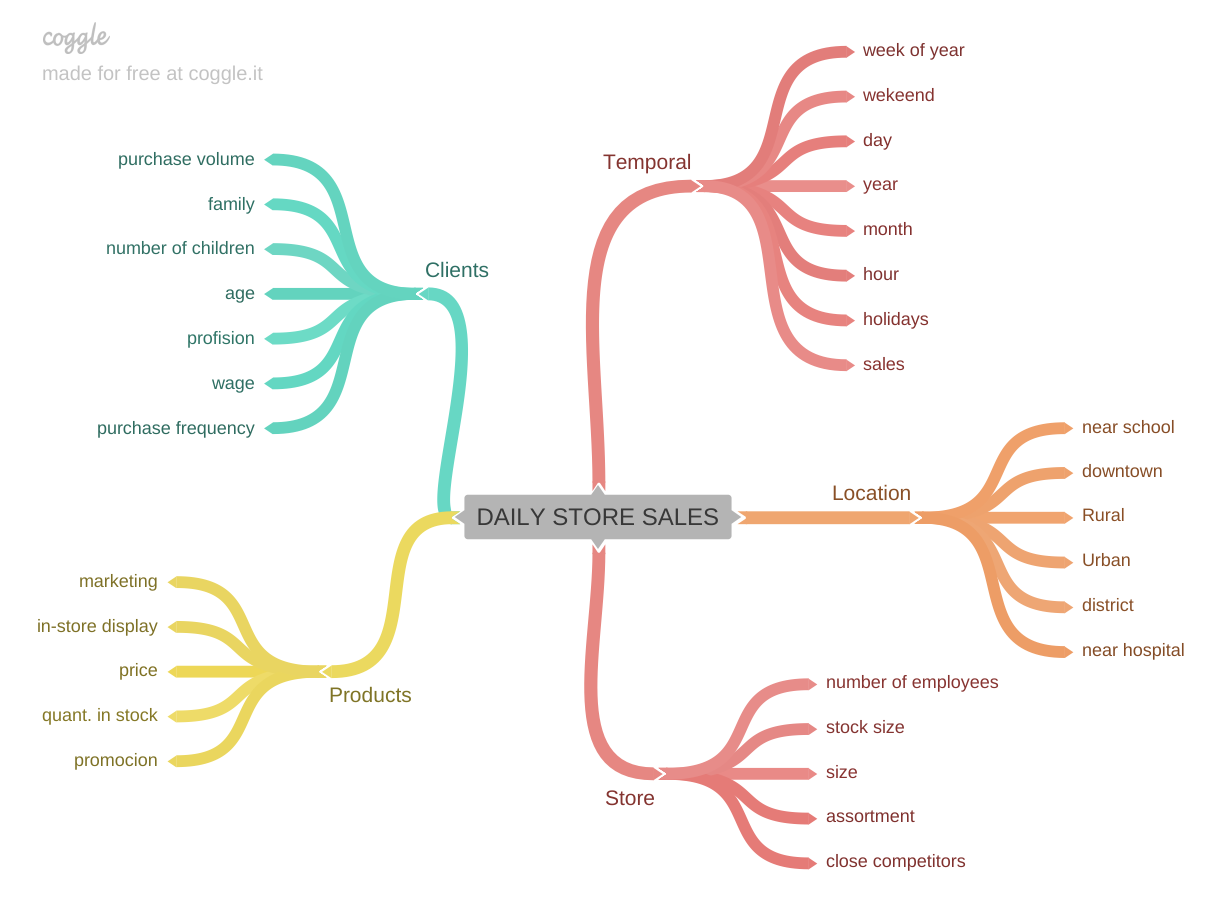 coggle
made for free at coggle.it
DAILY STORE SALES
Clients
purchase volume
family
number of children
age
profision
wage
purchase frequency
Products
marketing
in-store display
price
quant. in stock
promocion
Temporal
week of year
wekeend
day
year
month
hour
holidays
sales
Location
near school
downtown
Rural
Urban
district
near hospital
Store
number of employees
stock size
size
assortment
close competitors